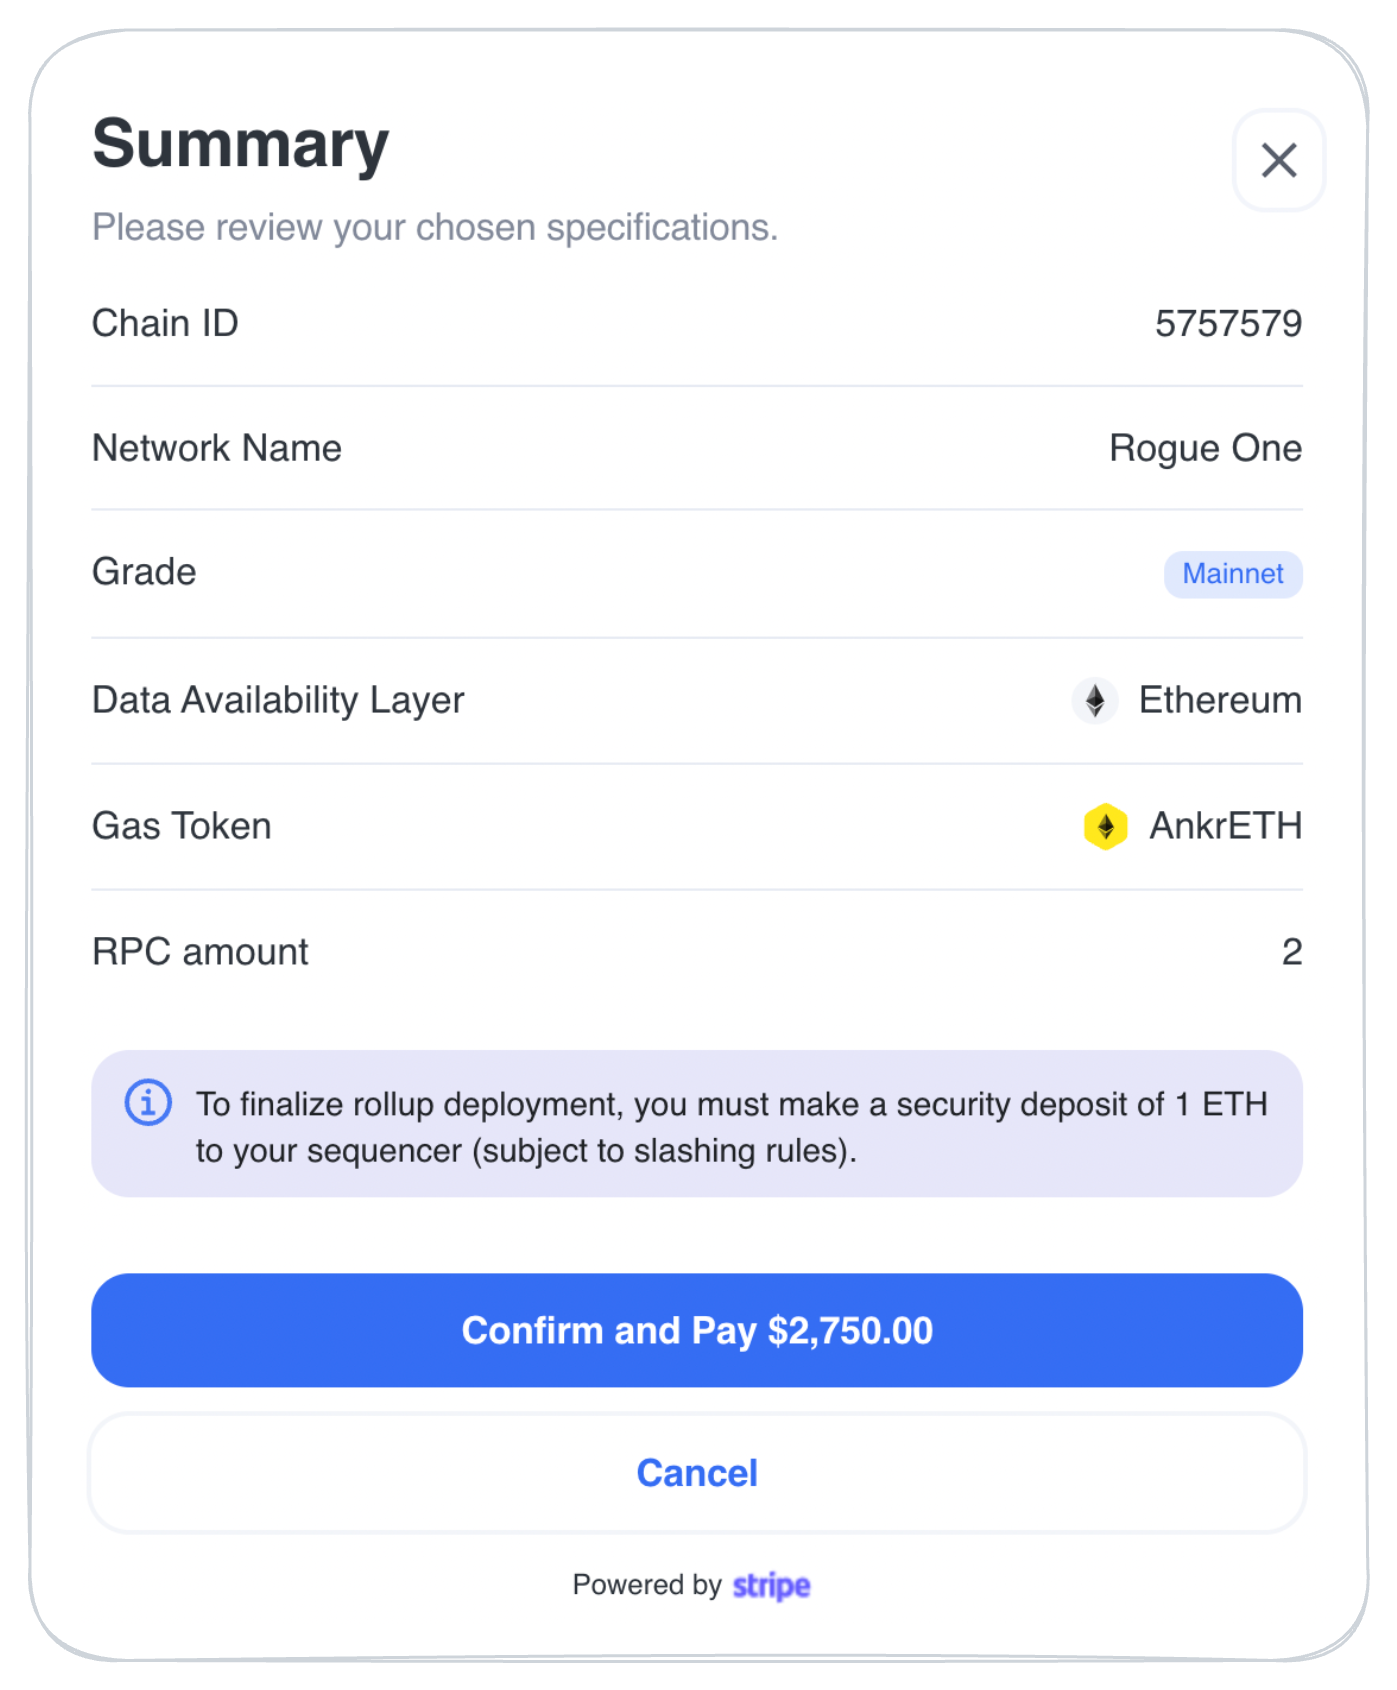 Summary
Please review your chosen specifications.
Chain ID 5757579
Network Name Rogue One
Grade Mainnet
Data Availability Layer Ethereum
Gas Token AnkrETH
RPC amount 2
To finalize rollup deployment, you must make a security deposit of 1 ETH
to your sequencer (subject to slashing rules).
Confirm and Pay $2,750.00
Cancel
Powered by stripe